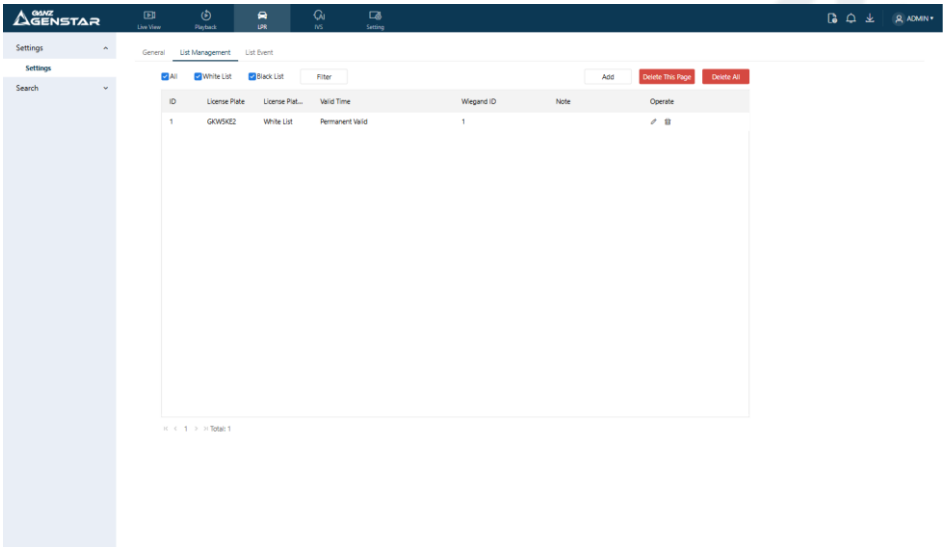 GANZ
GENSTAR
Live View
Playback
LPR
IVS
Setting
ADMIN
Settings
Settings
Search
General List Management List Event
All White List Black List Filter Add Delete This Page Delete All
ID License Plate License Plat... Valid Time Wiegand ID Note Operate
1 GKW5KE2 White List Permanent Valid 1
1 Total: 1